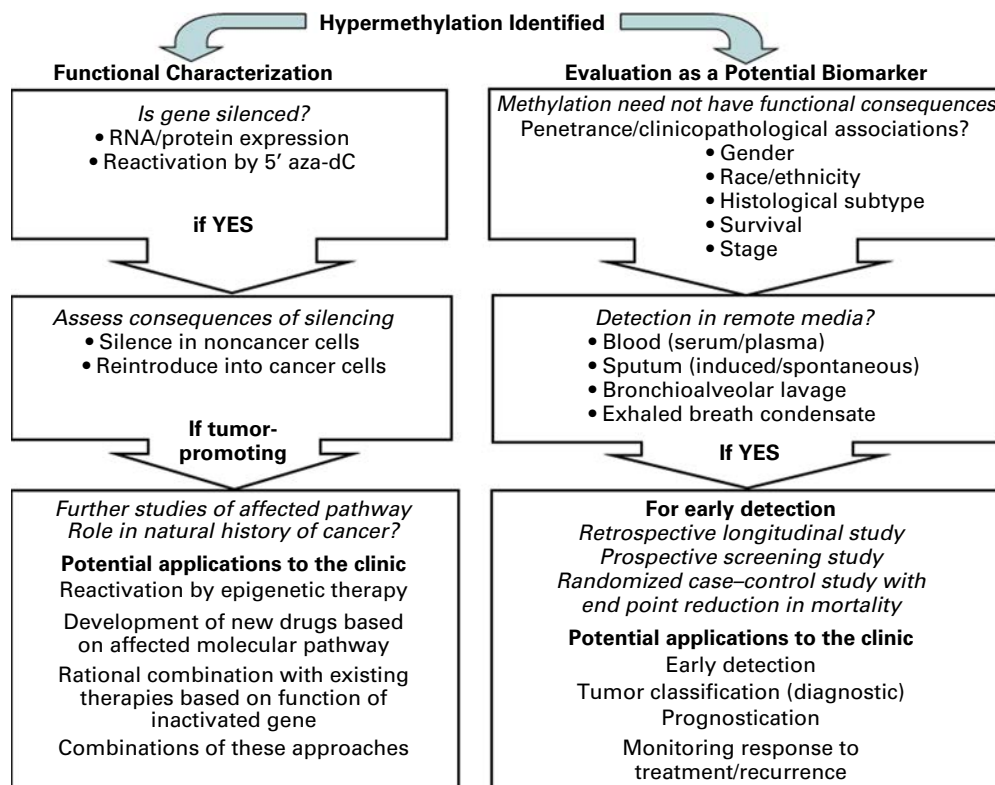 Hypermethylation Identified
Functional Characterization
Is gene silenced?
• RNA/protein expression
• Reactivation by 5′ aza-dC
if YES
Assess consequences of silencing
• Silence in noncancer cells
• Reintroduce into cancer cells
If tumor-
promoting
Further studies of affected pathway
Role in natural history of cancer?
Potential applications to the clinic
Reactivation by epigenetic therapy
Development of new drugs based
on affected molecular pathway
Rational combination with existing
therapies based on function of
inactivated gene
Combinations of these approaches
Evaluation as a Potential Biomarker
Methylation need not have functional consequences
Penetrance/clinicopathological associations?
• Gender
• Race/ethnicity
• Histological subtype
• Survival
• Stage
Detection in remote media?
• Blood (serum/plasma)
• Sputum (induced/spontaneous)
• Bronchioalveolar lavage
• Exhaled breath condensate
If YES
For early detection
Retrospective longitudinal study
Prospective screening study
Randomized case–control study with
end point reduction in mortality
Potential applications to the clinic
Early detection
Tumor classification (diagnostic)
Prognostication
Monitoring response to
treatment/recurrence